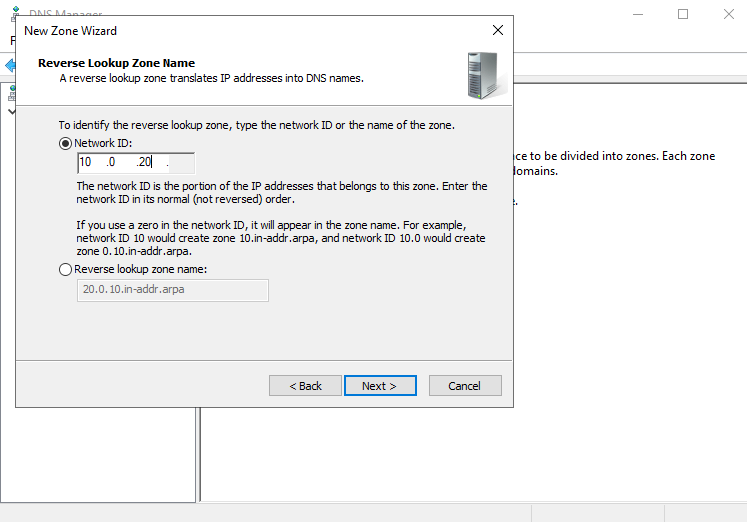 DNS Manager
New Zone Wizard
Reverse Lookup Zone Name
A reverse lookup zone translates IP addresses into DNS names.
To identify the reverse lookup zone, type the network ID or the name of the zone.
Network ID:
10 .0 .20 .
The network ID is the portion of the IP addresses that belongs to this zone. Enter the
network ID in its normal (not reversed) order.
If you use a zero in the network ID, it will appear in the zone name. For example,
network ID 10 would create zone 10.in-addr.arpa, and network ID 10.0 would create
zone 0.10.in-addr.arpa.
Reverse lookup zone name:
20.0.10.in-addr.arpa
< Back
Next >
Cancel
to be divided into zones. Each zone